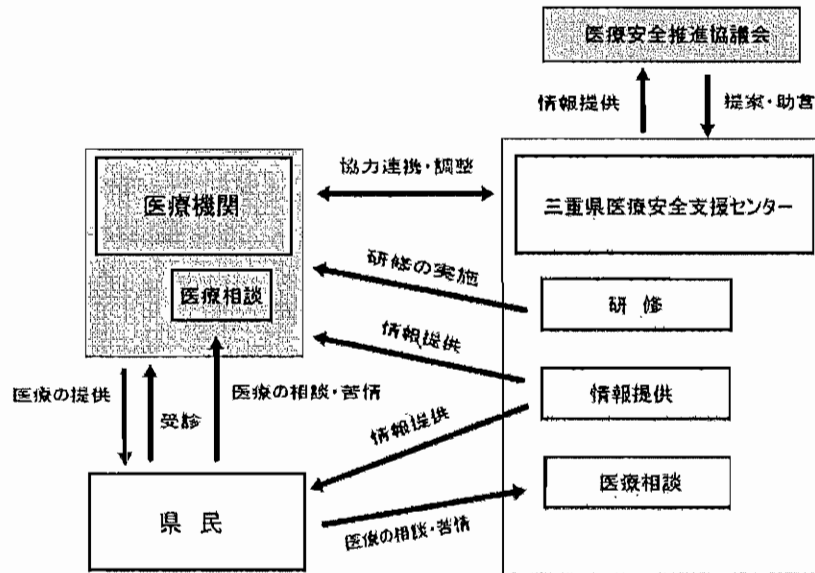 医療安全推進協議会
情報提供
提案・助言
協力連携・調整
医療機関
三重県医療安全支援センター
研修の実施
医療相談
研修
情報提供
医療の提供
受診
医療の相談・苦情
情報提供
情報提供
医療相談
県民
医療の相談・苦情